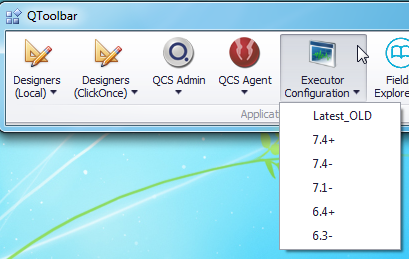 QToolbar
Designers
(Local)
Designers
(ClickOnce)
QCS Admin
QCS Agent
Executor
Configuration
Field
Explore
Applicat
Latest_OLD
7.4+
7.4-
7.1-
6.4+
6.3-